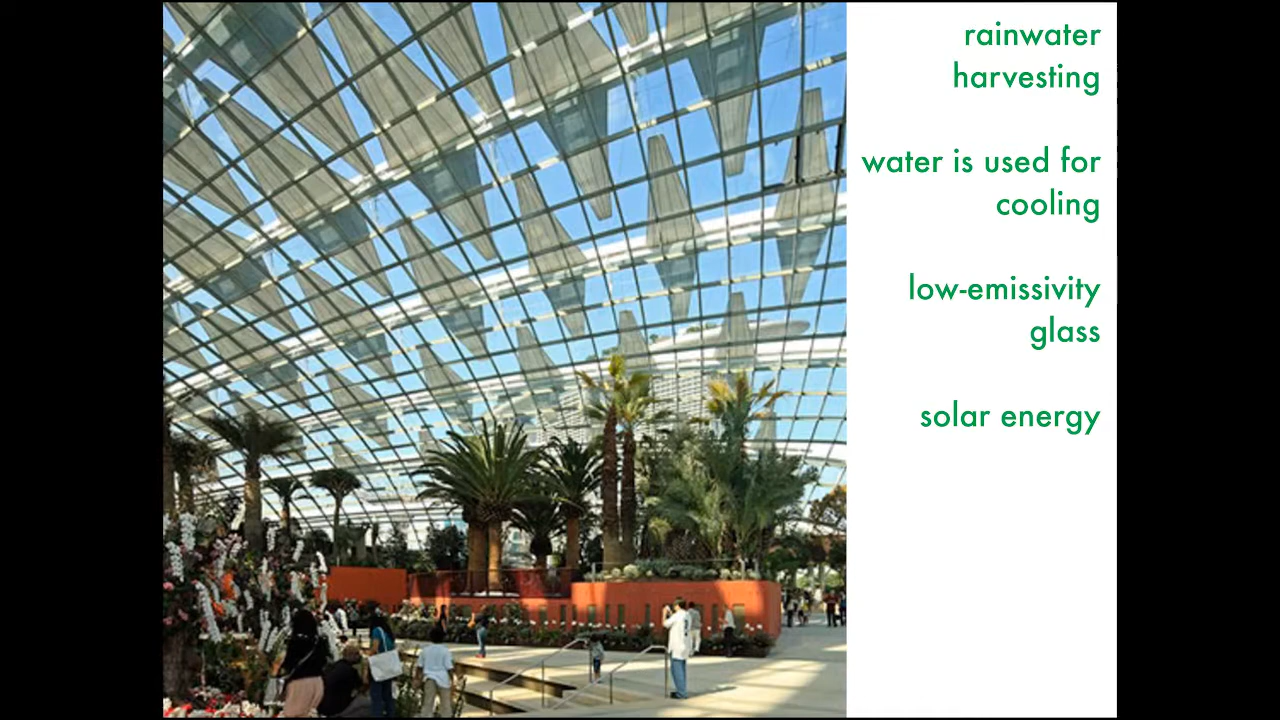 rainwater
harvesting
water is used for
cooling
low-emissivity
glass
solar energy